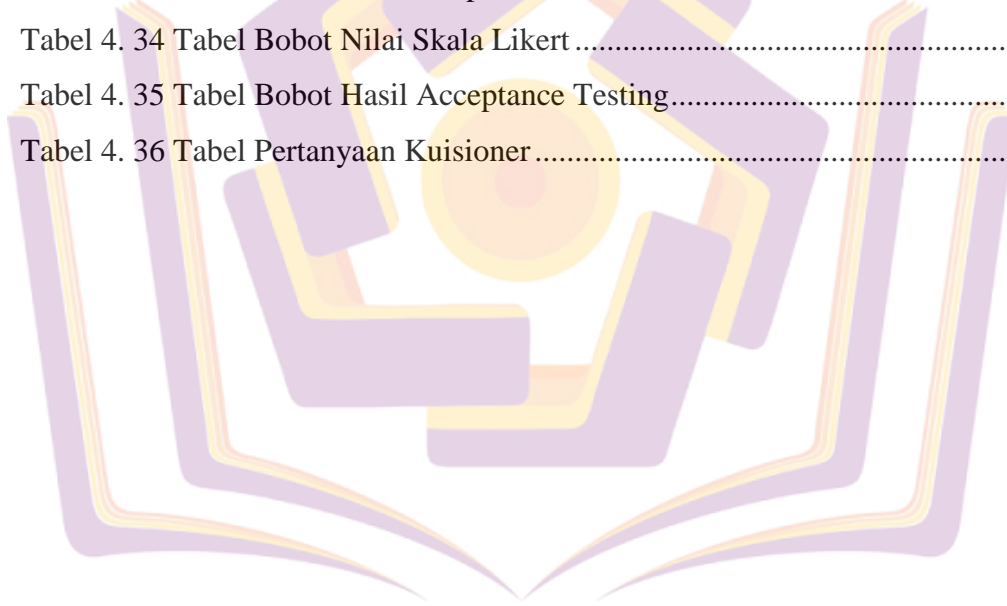 Tabel 4. 34 Tabel Bobot Nilai Skala Likert ....................................................
Tabel 4. 35 Tabel Bobot Hasil Acceptance Testing........................................
Tabel 4. 36 Tabel Pertanyaan Kuisioner .........................................................